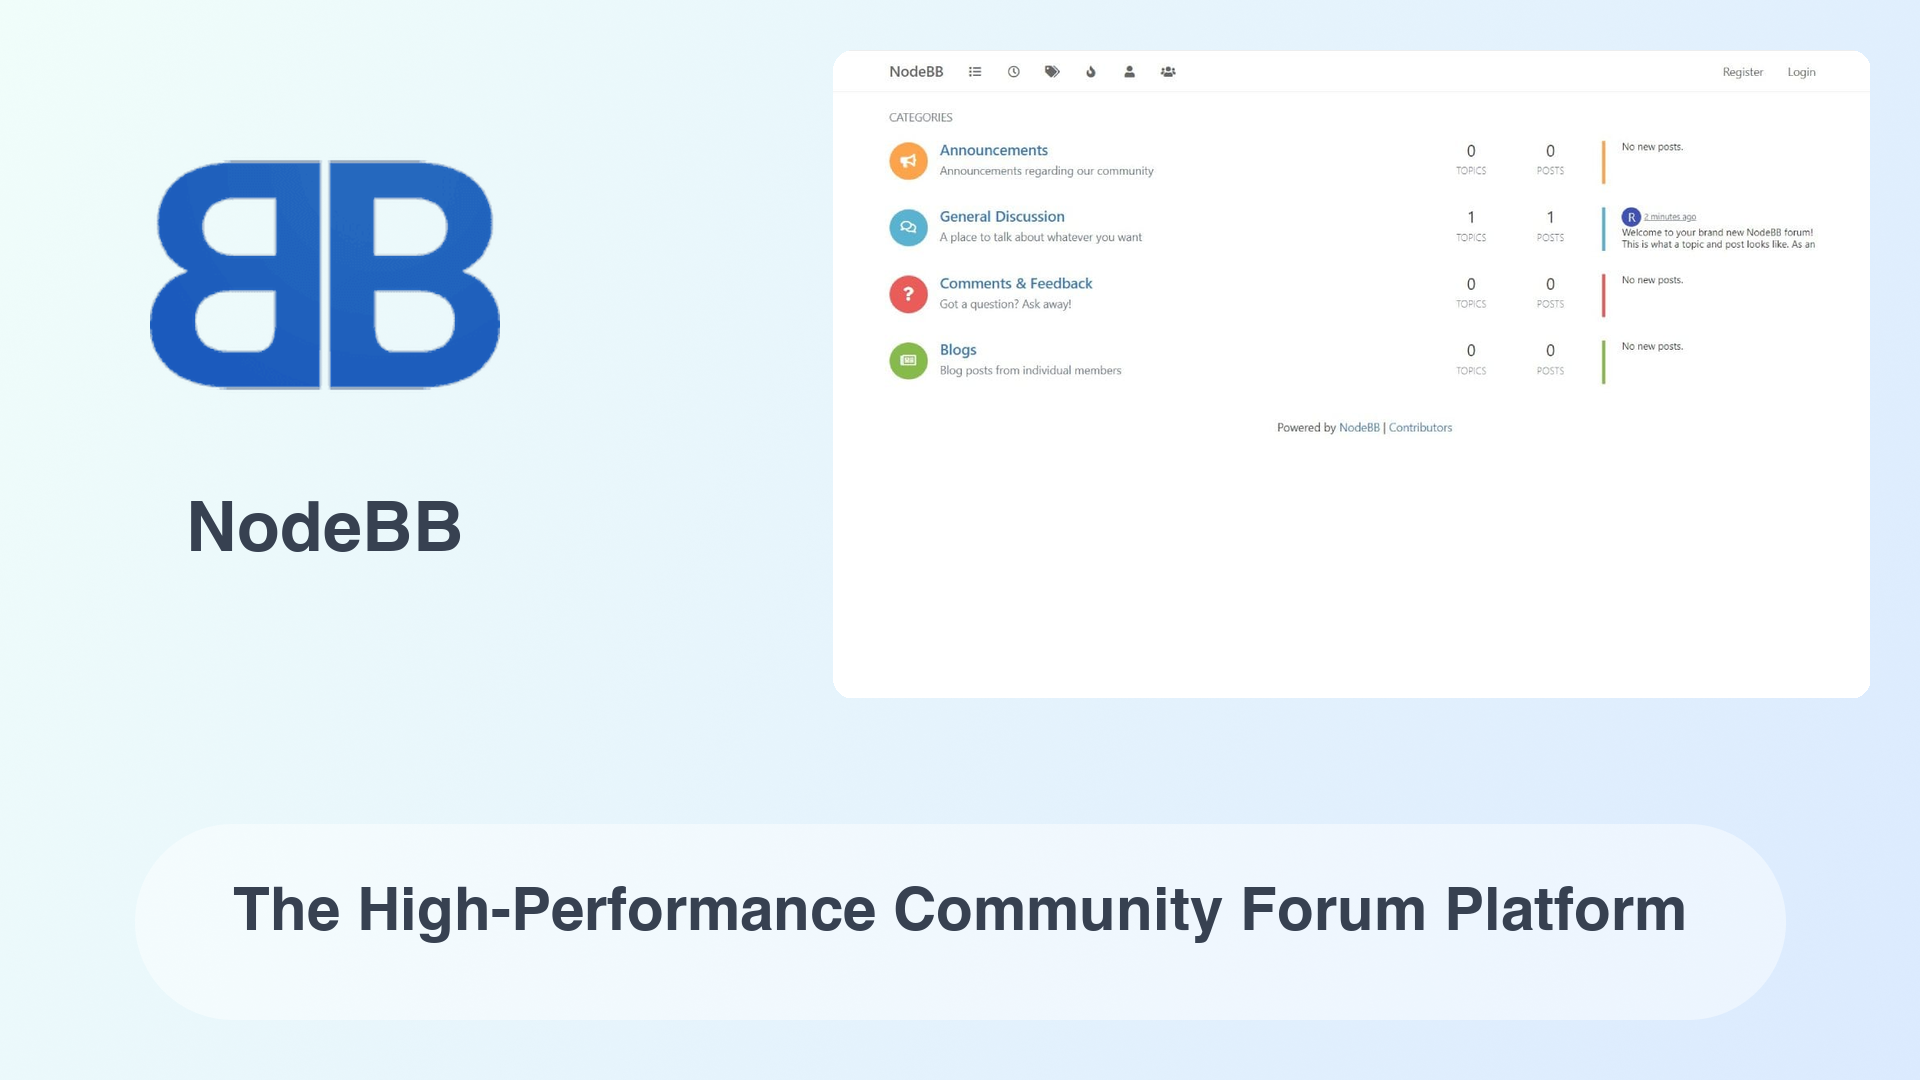 BB
NodeBB
NodeBB
Register Login
CATEGORIES
Announcements
Announcements regarding our community
0 TOPICS
0 POSTS
No new posts.
General Discussion
A place to talk about whatever you want
1 TOPICS
1 POSTS
R 2 minutes ago
Welcome to your brand new NodeBB forum!
This is what a topic and post looks like. As an
Comments & Feedback
Got a question? Ask away!
0 TOPICS
0 POSTS
No new posts.
Blogs
Blog posts from individual members
0 TOPICS
0 POSTS
No new posts.
Powered by NodeBB | Contributors
The High-Performance Community Forum Platform